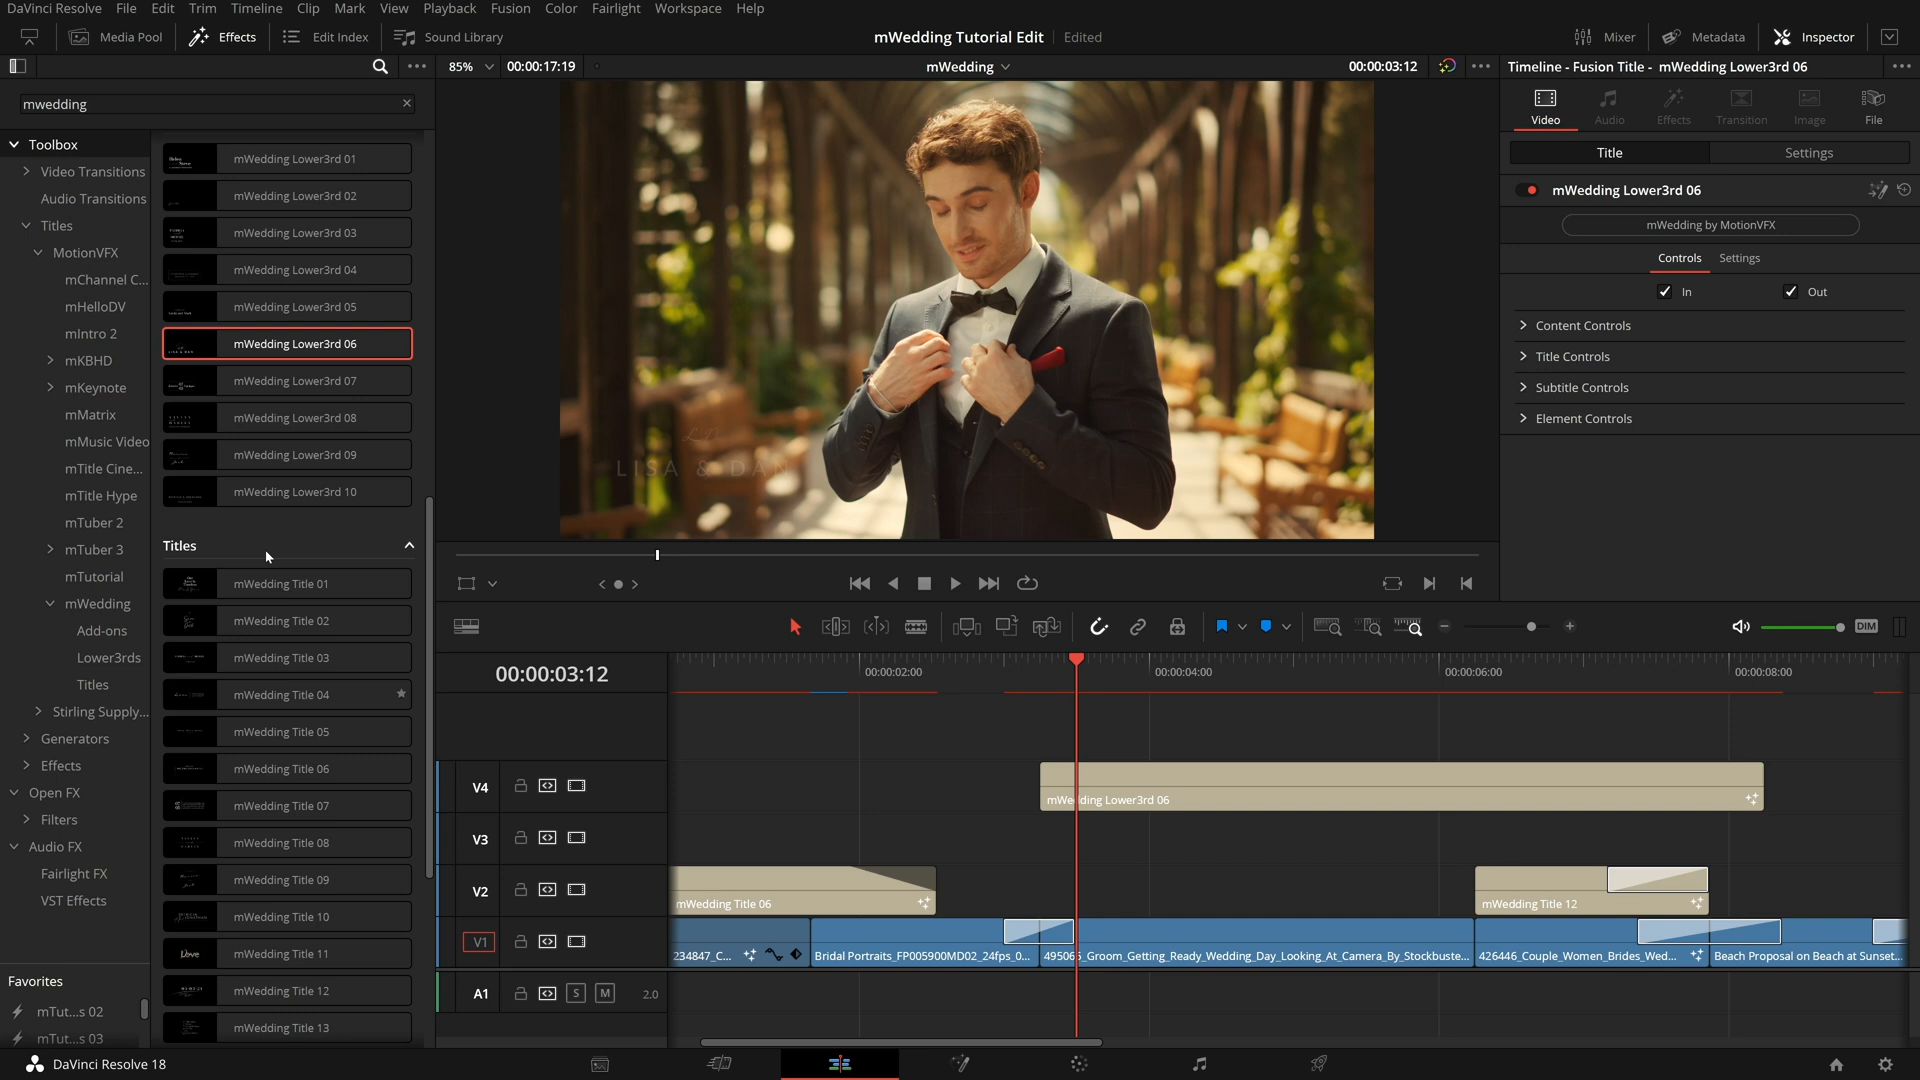 DaVinci Resolve File Edit Trim Timeline Clip Mark View Playback Fusion Color Fairlight Workspace Help
Media Pool Effects Edit Index Sound Library mWedding Tutorial Edit Edited Mixer Metadata Inspector
85% 00:00:17:19 mWedding 00:00:03:12 Timeline - Fusion Title - mWedding Lower3rd 06
mwedding
Video Audio Effects Transition Image File
Title Settings
mWedding Lower3rd 06
mWedding by MotionVFX
Controls Settings
In Out
Content Controls
Title Controls
Subtitle Controls
Element Controls
Toolbox
Video Transitions
Audio Transitions
Titles
MotionVFX
mChannel C...
mHelloDV
mIntro 2
mKBHD
mKeynote
mMatrix
mMusic Video
mTitle Cine...
mTitle Hype
mTuber 2
mTuber 3
mTutorial
mWedding
Add-ons
Lower3rds
Titles
Stirling Supply...
Generators
Effects
Open FX
Filters
Audio FX
Fairlight FX
VST Effects
Favorites
mTut...s 02
mTut...s 03
mWedding Lower3rd 01
mWedding Lower3rd 02
mWedding Lower3rd 03
mWedding Lower3rd 04
mWedding Lower3rd 05
mWedding Lower3rd 06
mWedding Lower3rd 07
mWedding Lower3rd 08
mWedding Lower3rd 09
mWedding Lower3rd 10
Titles
mWedding Title 01
mWedding Title 02
mWedding Title 03
mWedding Title 04
mWedding Title 05
mWedding Title 06
mWedding Title 07
mWedding Title 08
mWedding Title 09
mWedding Title 10
mWedding Title 11
mWedding Title 12
mWedding Title 13
LISA & DAN
DIM
00:00:03:12 00:00:02:00 00:00:04:00 00:00:06:00 00:00:08:00
V4 mWedding Lower3rd 06
V3
V2 mWedding Title 06 mWedding Title 12
V1 234847_C... Bridal Portraits_FP005900MD02_24fps_0... 495065_Groom_Getting_Ready_Wedding_Day_Looking_At_Camera_By_Stockbuste... 426446_Couple_Women_Brides_Wed... Beach Proposal on Beach at Sunset...
A1 S M 2.0
DaVinci Resolve 18